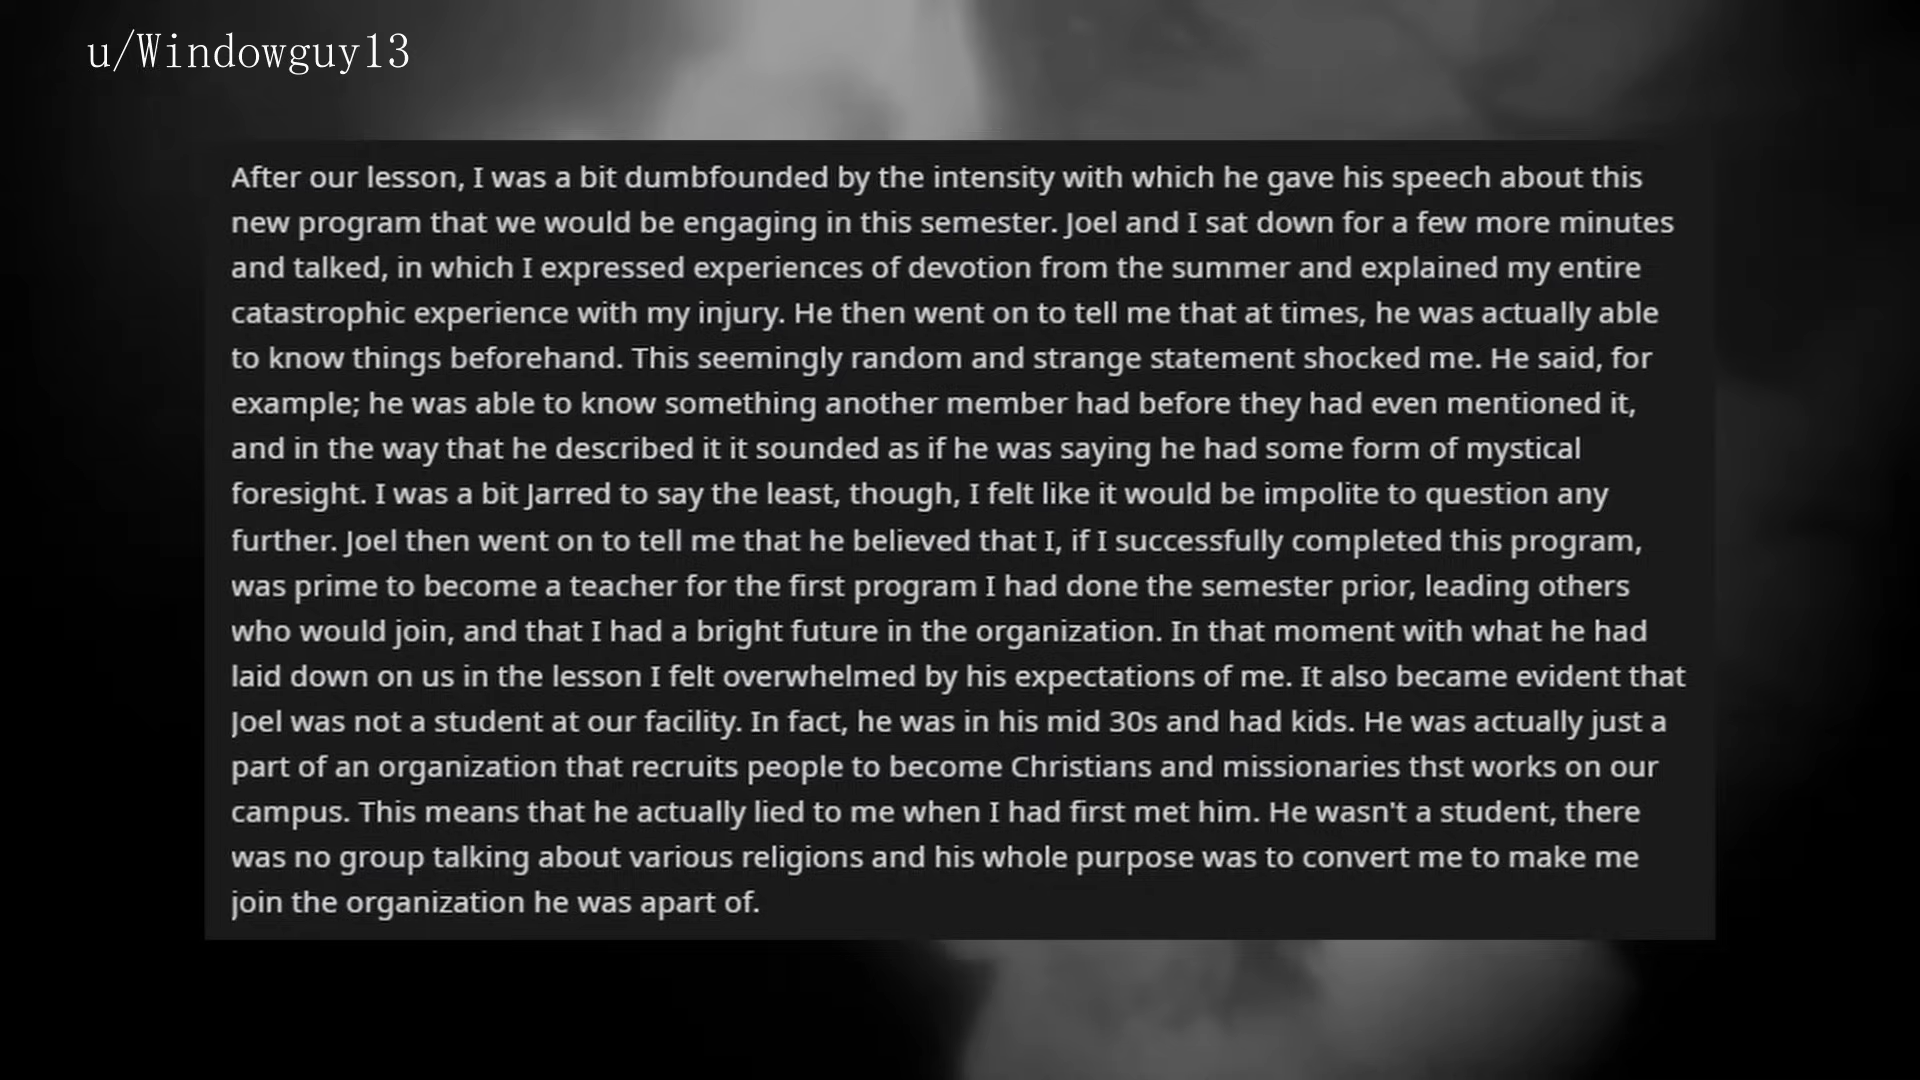 u/Windowguy13
After our lesson, I was a bit dumbfounded by the intensity with which he gave his speech about this
new program that we would be engaging in this semester. Joel and I sat down for a few more minutes
and talked, in which I expressed experiences of devotion from the summer and explained my entire
catastrophic experience with my injury. He then went on to tell me that at times, he was actually able
to know things beforehand. This seemingly random and strange statement shocked me. He said, for
example; he was able to know something another member had before they had even mentioned it,
and in the way that he described it it sounded as if he was saying he had some form of mystical
foresight. I was a bit Jarred to say the least, though, I felt like it would be impolite to question any
further. Joel then went on to tell me that he believed that I, if I successfully completed this program,
was prime to become a teacher for the first program I had done the semester prior, leading others
who would join, and that I had a bright future in the organization. In that moment with what he had
laid down on us in the lesson I felt overwhelmed by his expectations of me. It also became evident that
Joel was not a student at our facility. In fact, he was in his mid 30s and had kids. He was actually just a
part of an organization that recruits people to become Christians and missionaries thst works on our
campus. This means that he actually lied to me when I had first met him. He wasn't a student, there
was no group talking about various religions and his whole purpose was to convert me to make me
join the organization he was apart of.